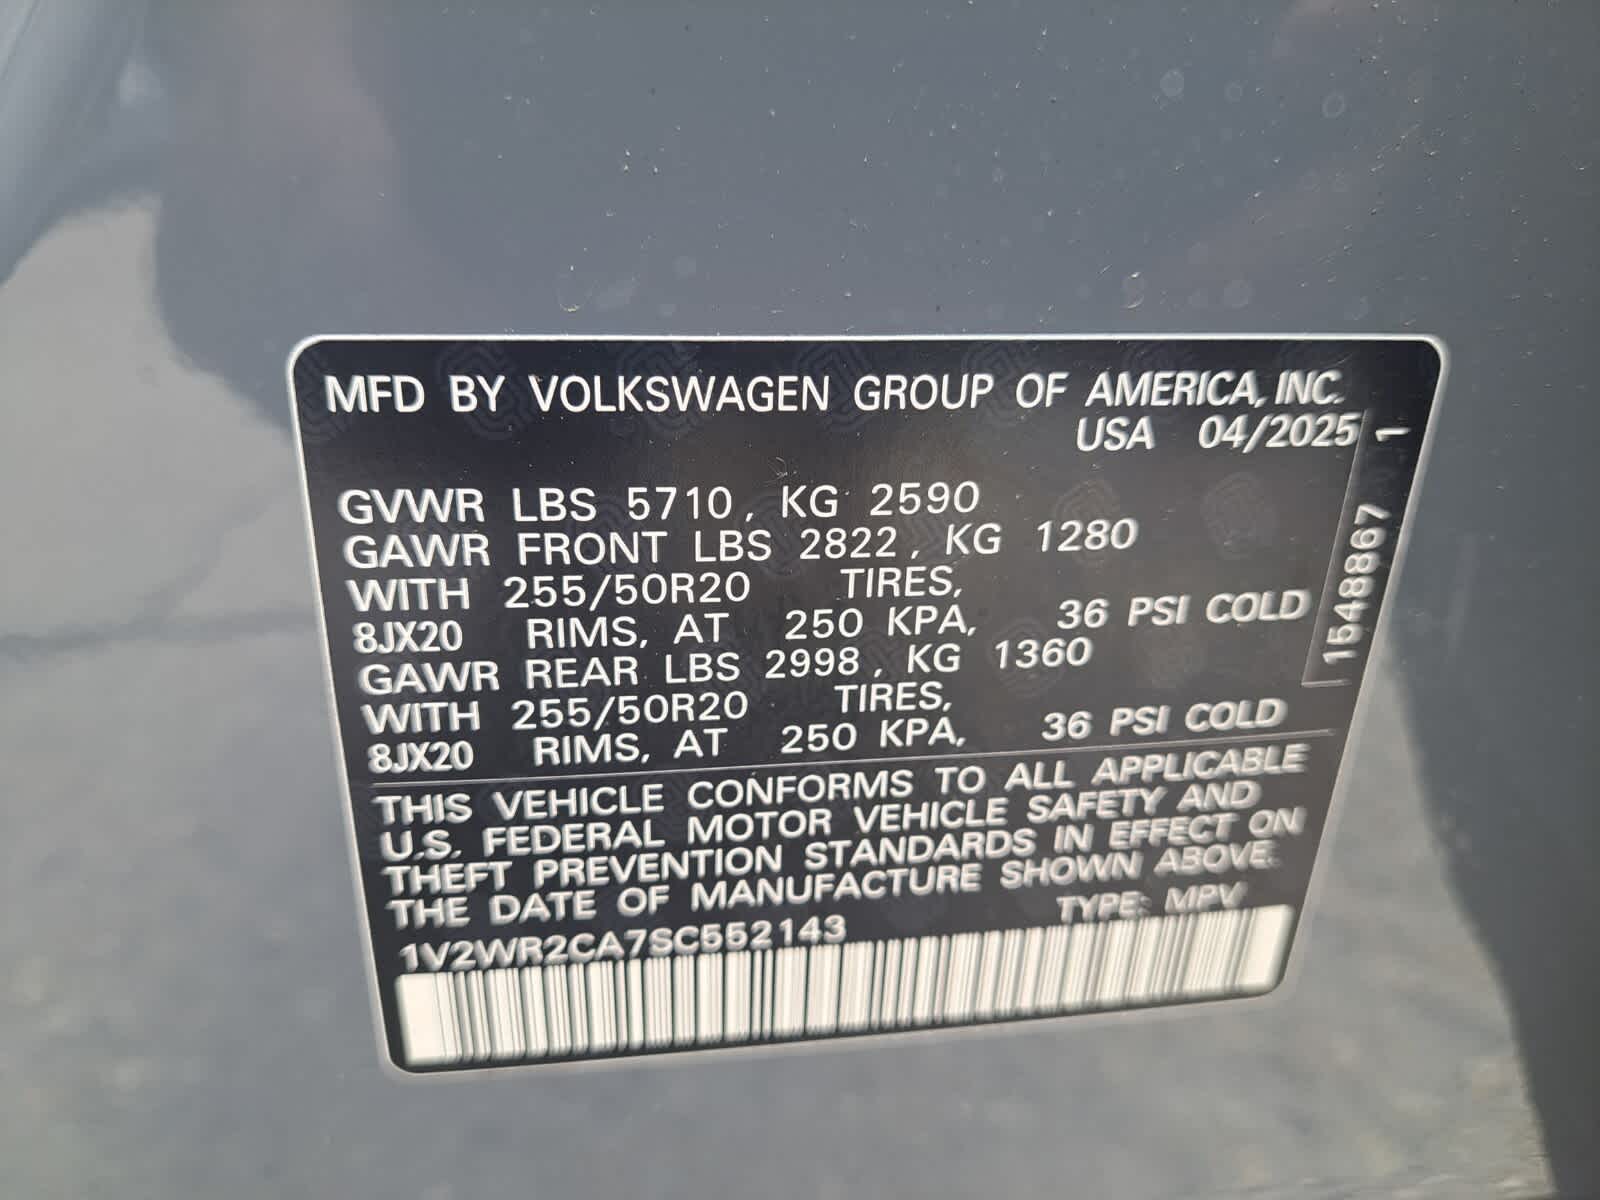 MFD BY VOLKSWAGEN GROUP OF AMERICA, INC.
USA 04/2025
GVWR LBS 5710, KG 2590
GAWR FRONT LBS 2822, KG 1280
WITH 255/50R20 TIRES,
8JX20 RIMS, AT 250 KPA, 36 PSI COLD
GAWR REAR LBS 2998, KG 1360
WITH 255/50R20 TIRES,
8JX20 RIMS, AT 250 KPA, 36 PSI COLD
THIS VEHICLE CONFORMS TO ALL APPLICABLE
U.S. FEDERAL MOTOR VEHICLE SAFETY AND
THEFT PREVENTION STANDARDS IN EFFECT ON
THE DATE OF MANUFACTURE SHOWN ABOVE.
TYPE: MPV
1V2WR2CA7SC552143
1548867 1